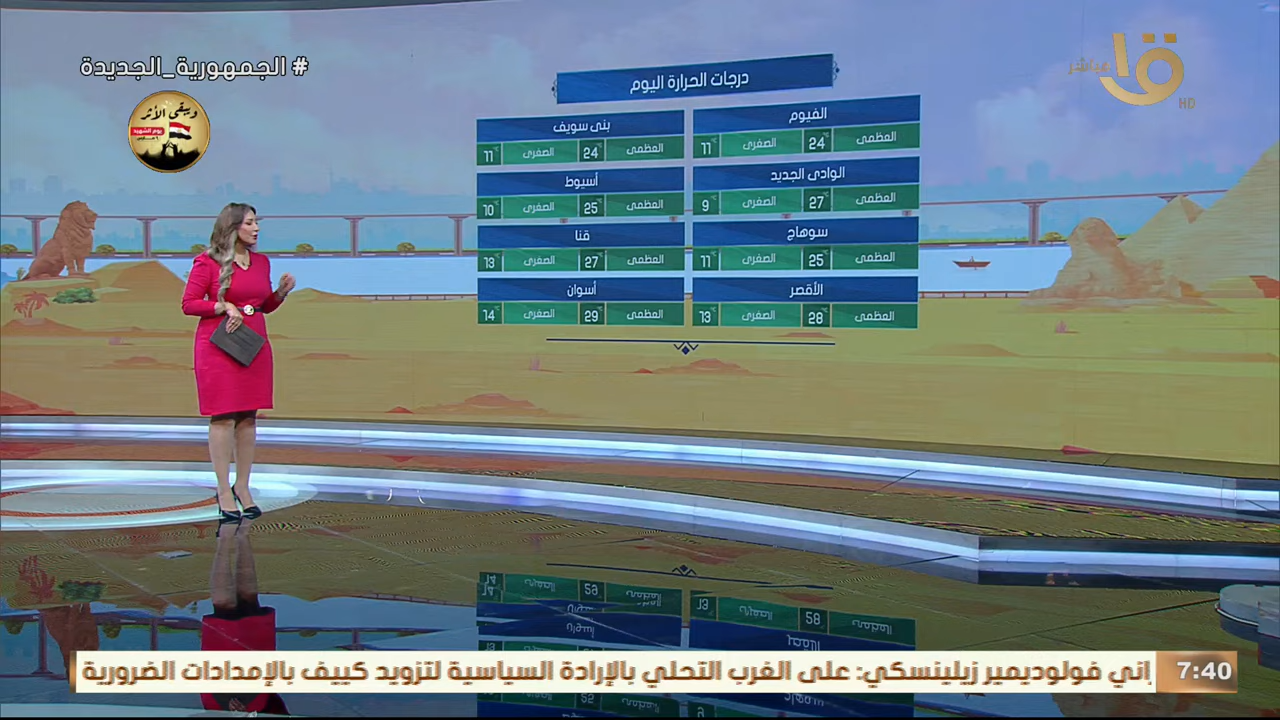 #الجمهورية_الجديدة
ويبقى الأثر
يوم الشهيد
مباشر
HD
درجات الحرارة اليوم
الفيوم
العظمى 24° الصغرى 11°
بنى سويف
العظمى 24° الصغرى 11°
الوادى الجديد
العظمى 27° الصغرى 9°
أسيوط
العظمى 25° الصغرى 10°
سوهاج
العظمى 25° الصغرى 11°
قنا
العظمى 27° الصغرى 13°
الأقصر
العظمى 28° الصغرى 13°
أسوان
العظمى 29° الصغرى 14°
7:40
إني فولوديمير زيلينسكي: على الغرب التحلي بالإرادة السياسية لتزويد كييف بالإمدادات الضرورية